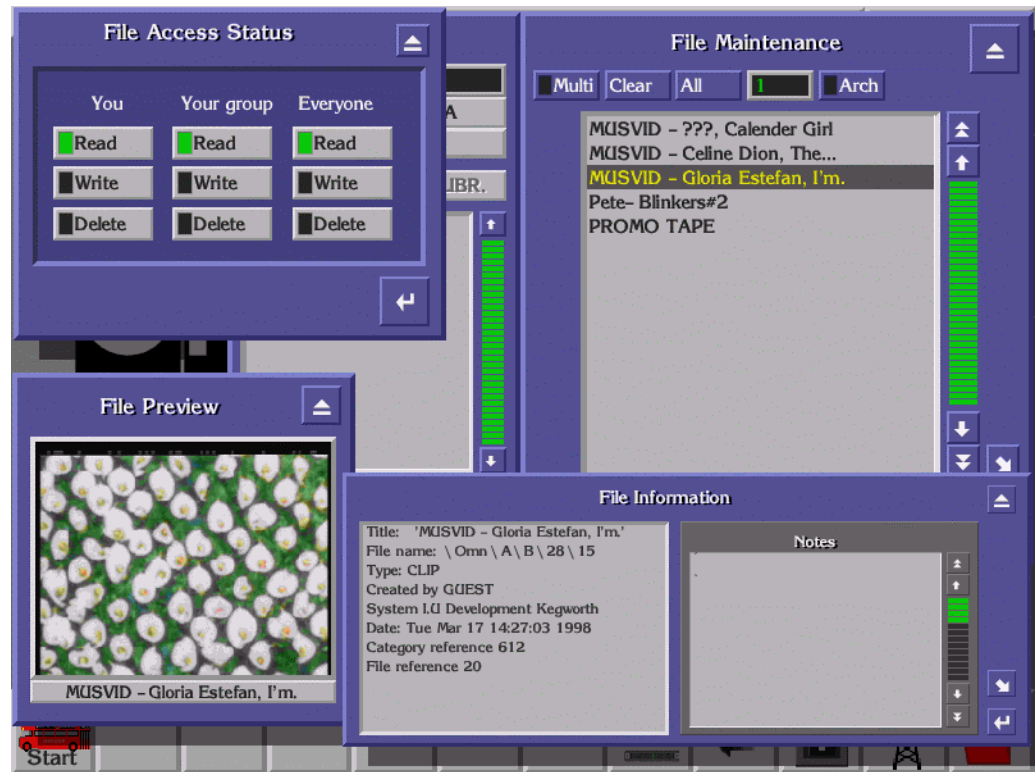 File Access Status
You Your group Everyone
Read Read Read
Write Write Write
Delete Delete Delete
A
IBR.
File Maintenance
Multi Clear All 1 Arch
MUSVID - ???, Calender Girl
MUSVID - Celine Dion, The...
MUSVID - Gloria Estefan, I'm.
Pete- Blinkers#2
PROMO TAPE
File Preview
MUSVID - Gloria Estefan, I'm.
File Information
Title: 'MUSVID - Gloria Estefan, I'm.'
File name: \Omn\A\B\28\15
Type: CLIP
Created by GUEST
System I.U Development Kegworth
Date: Tue Mar 17 14:27:03 1998
Category reference 612
File reference 20
Notes
Start